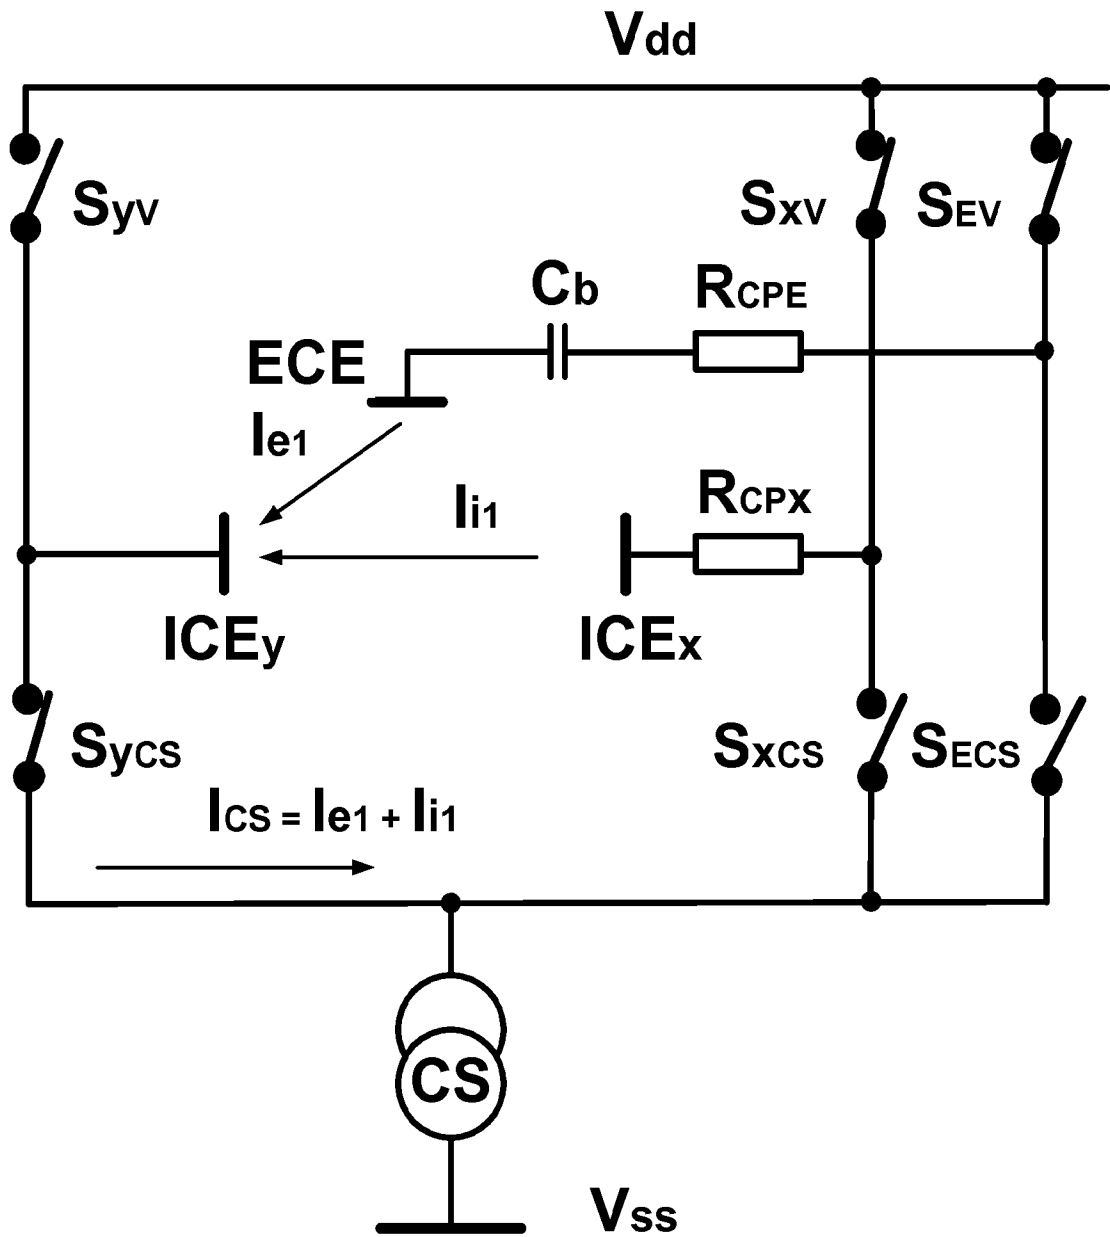 Vdd
SyV
SxV
SEV
Cb
RCPE
ECE
Ie1
Ii1
RCPx
ICEy
ICEx
SyCS
SxCS
SECS
ICS = Ie1 + Ii1
CS
Vss